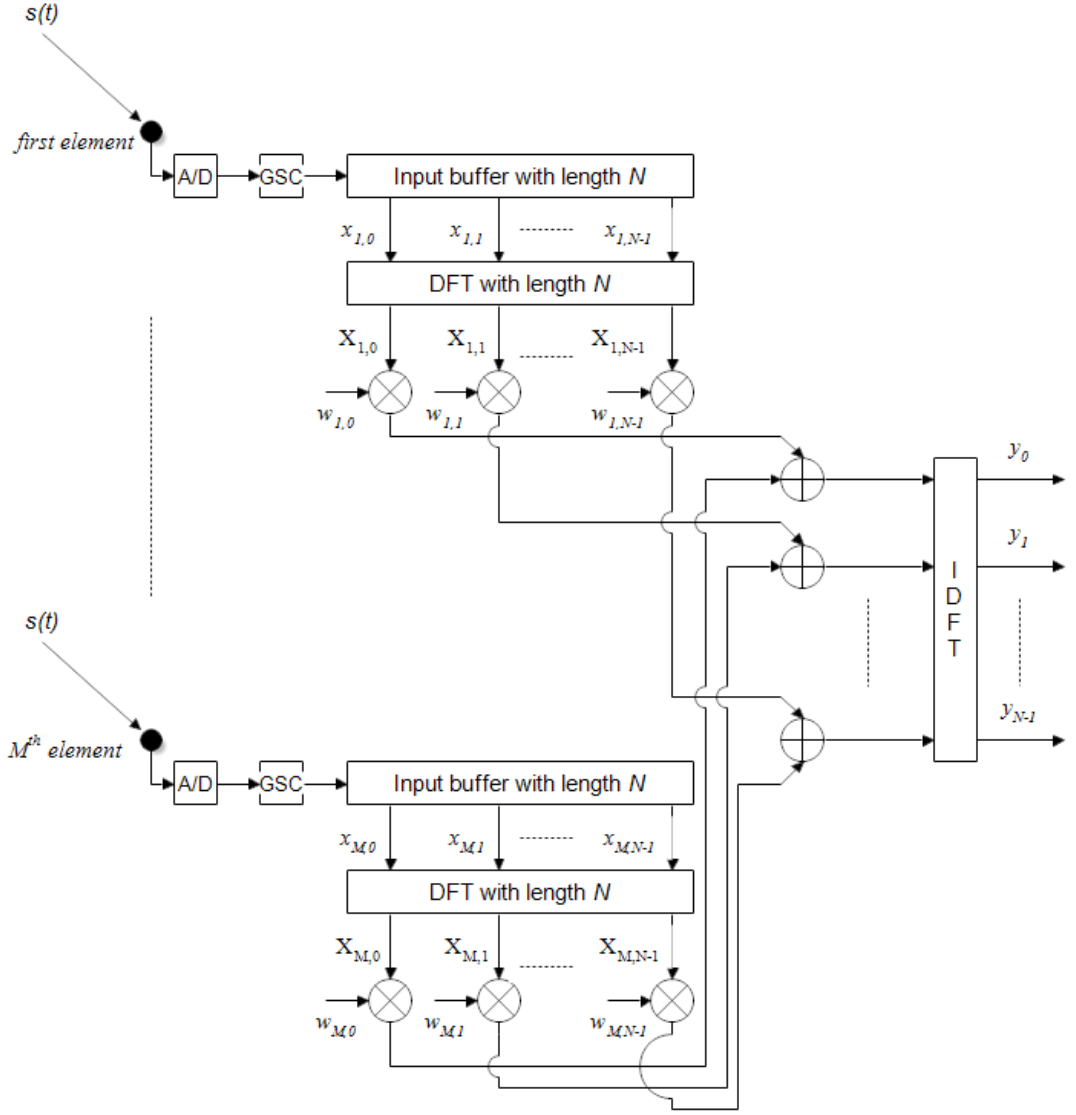 s(t)
first element
A/D
GSC
Input buffer with length N
x1,0
x1,1
x1,N-1
DFT with length N
X1,0
X1,1
X1,N-1
w1,0
w1,1
w1,N-1
y0
y1
IDFT
yN-1
s(t)
Mth element
A/D
GSC
Input buffer with length N
xM,0
xM,1
xM,N-1
DFT with length N
XM,0
XM,1
XM,N-1
wM,0
wM,1
wM,N-1